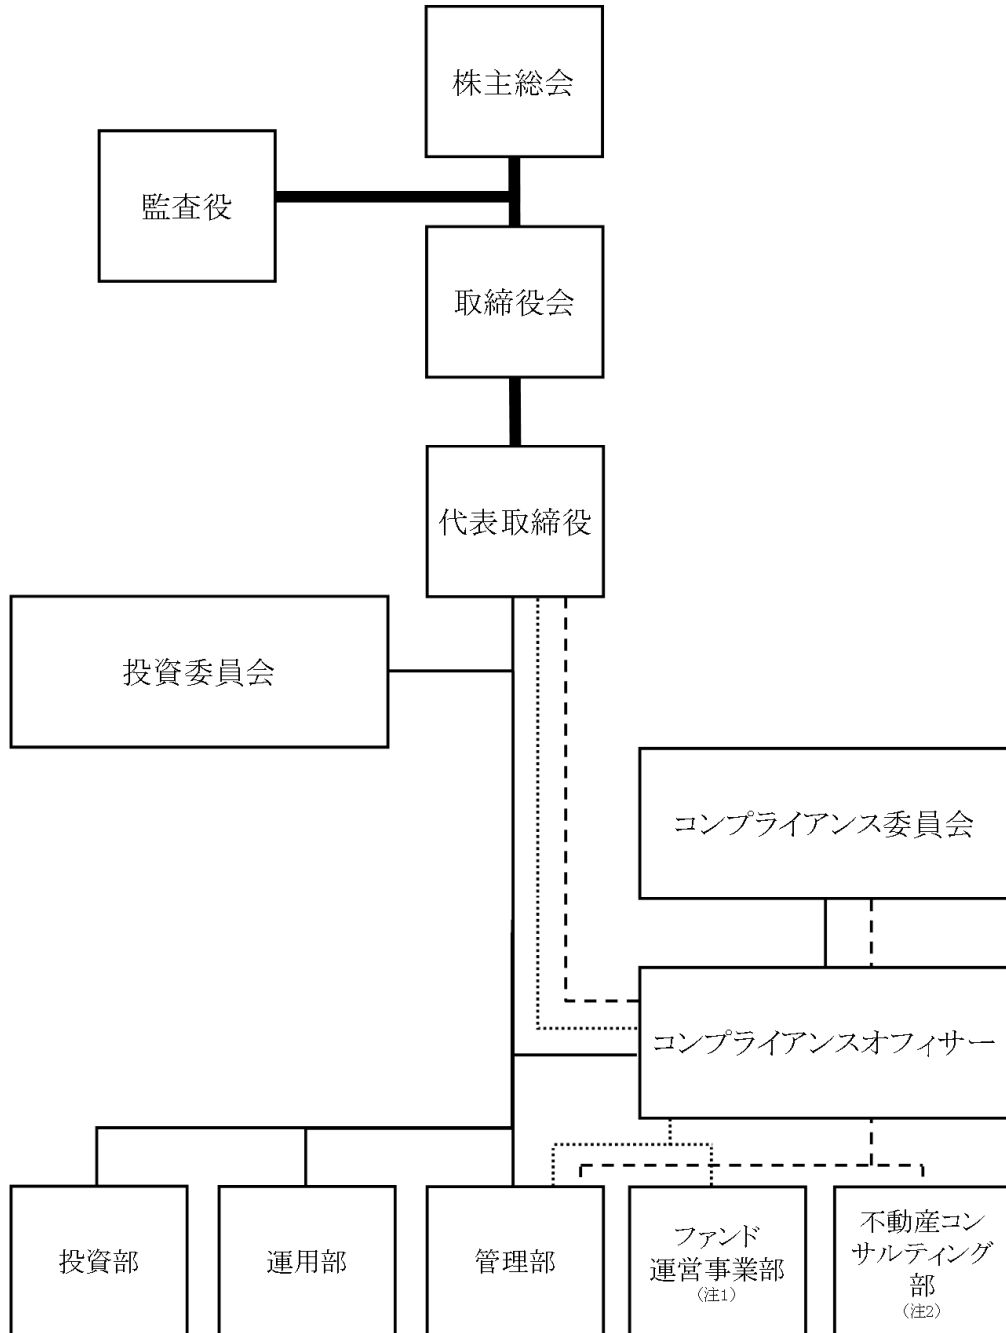 株主総会
監査役
取締役会
代表取締役
投資委員会
コンプライアンス委員会
コンプライアンスオフィサー
投資部
運用部
管理部
ファンド
運営事業部
（注1）
不動産コン
サルティング
部
（注2）